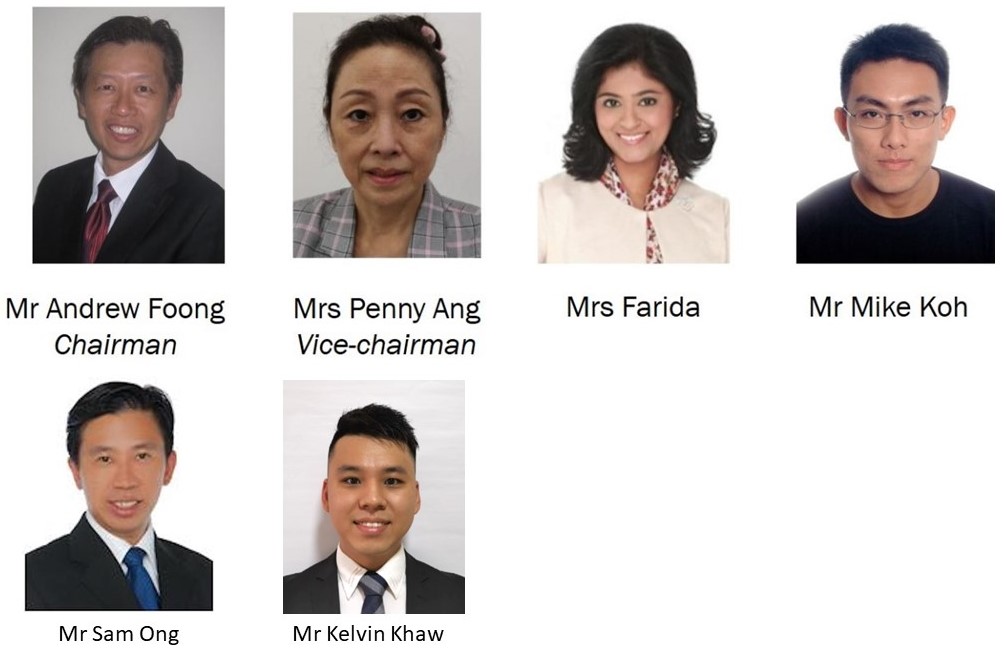 Mr Andrew Foong
Chairman
Mrs Penny Ang
Vice-chairman
Mrs Farida
Mr Mike Koh
Mr Sam Ong
Mr Kelvin Khaw